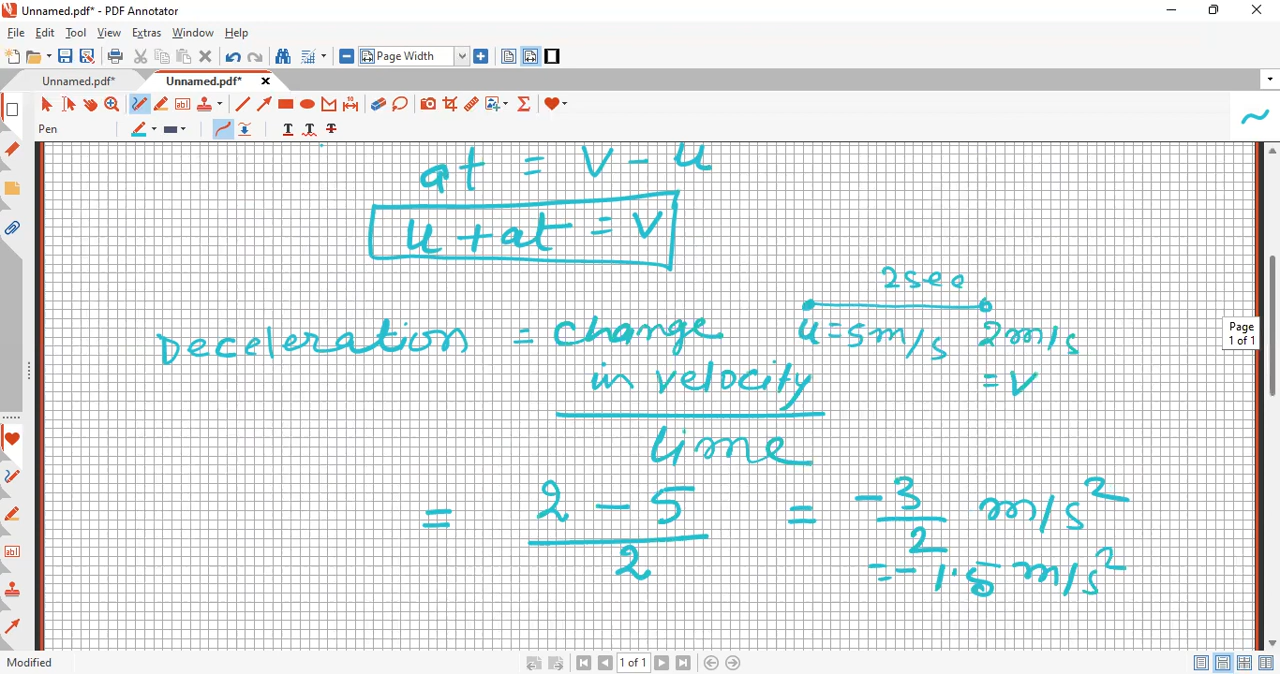 Unnamed.pdf* - PDF Annotator
File Edit Tool View Extras Window Help
Page Width
Unnamed.pdf* Unnamed.pdf*
Pen
at = v - u
u + at = v
2 sec
Deceleration = change u = 5m/s 2m/s
in velocity = v
time
= 2 - 5 = -3 m/s²
2 2
= -1.5 m/s²
Page
1 of 1
Modified 1 of 1